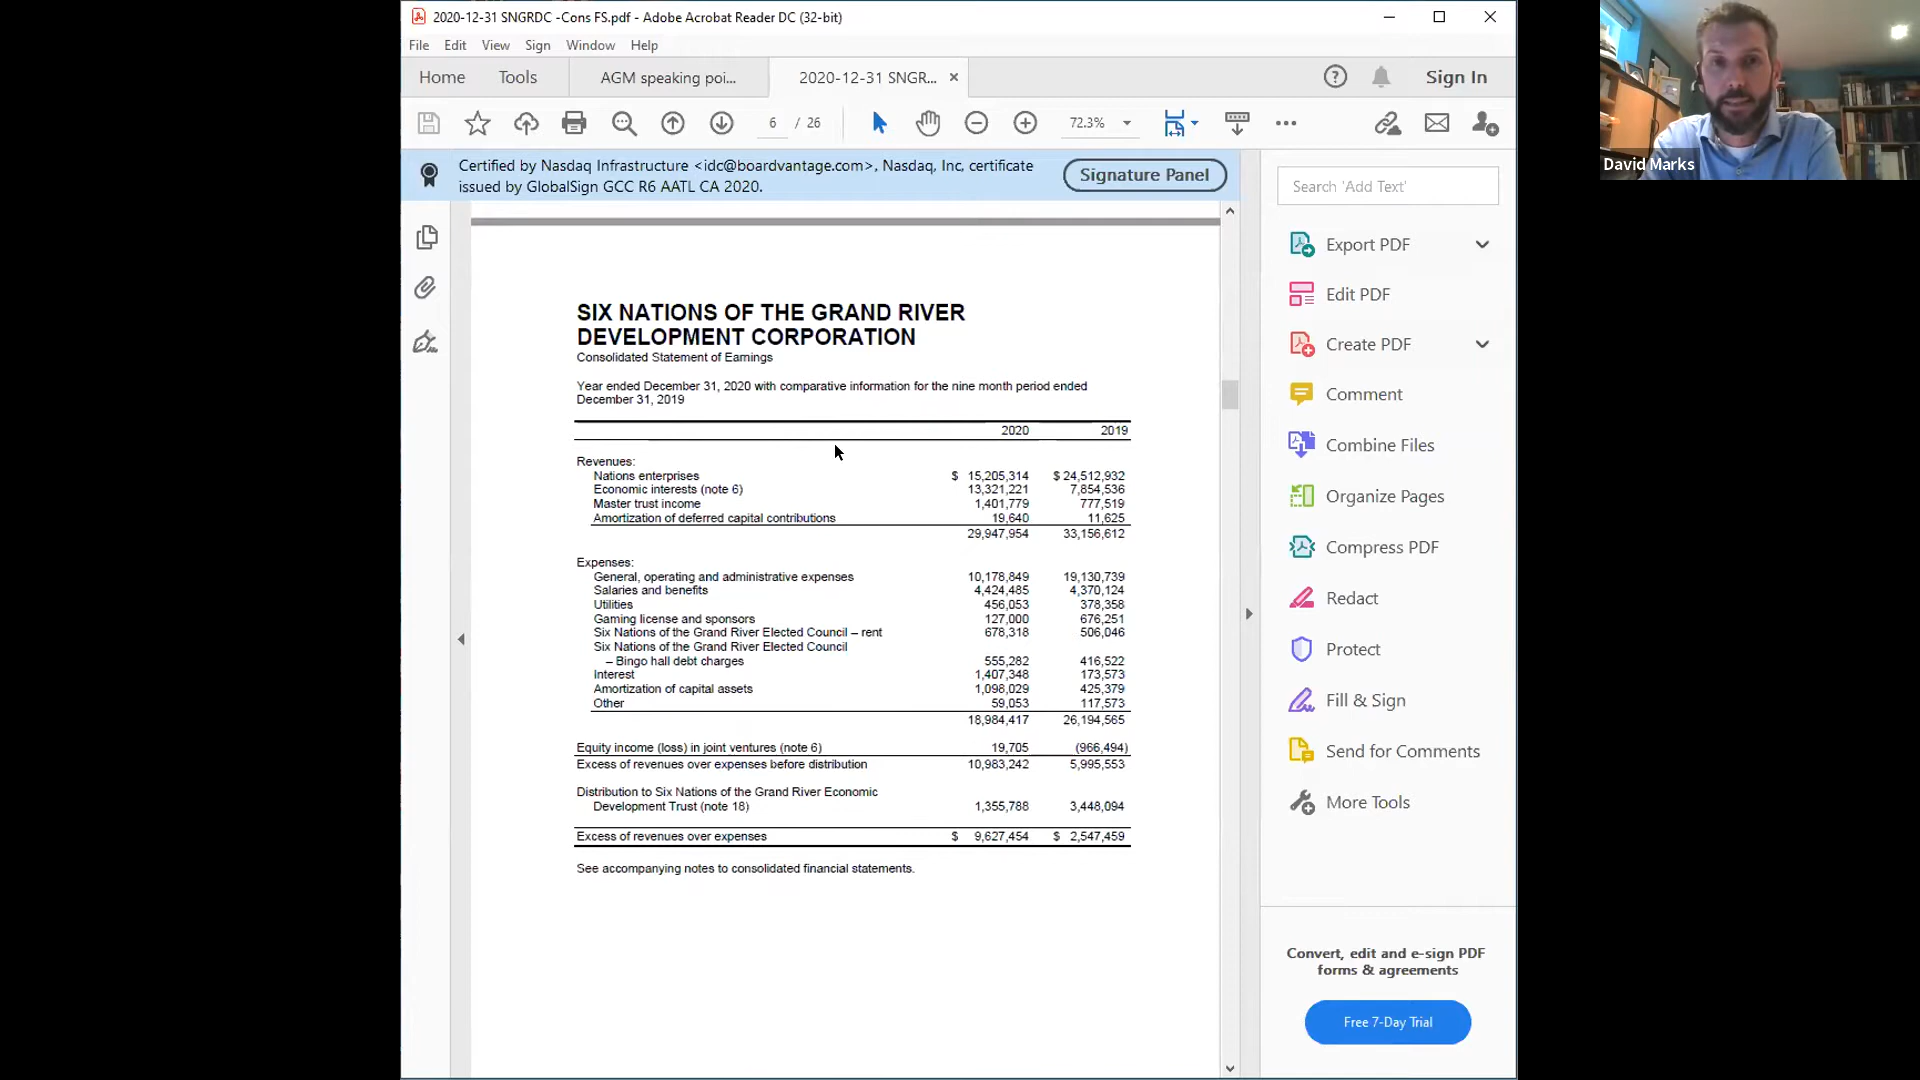 2020-12-31 SNGRDC -Cons FS.pdf - Adobe Acrobat Reader DC (32-bit)
File Edit View Sign Window Help
Home Tools AGM speaking poi... 2020-12-31 SNGR... Sign In
6 / 26 72.3%
Certified by Nasdaq Infrastructure <idc@boardvantage.com>, Nasdaq, Inc, certificate
issued by GlobalSign GCC R6 AATL CA 2020.
Signature Panel
SIX NATIONS OF THE GRAND RIVER
DEVELOPMENT CORPORATION
Consolidated Statement of Earnings
Year ended December 31, 2020 with comparative information for the nine month period ended
December 31, 2019
2020 2019
Revenues:
Nations enterprises $ 15,205,314 $ 24,512,932
Economic interests (note 6) 13,321,221 7,854,536
Master trust income 1,401,779 777,519
Amortization of deferred capital contributions 19,640 11,625
29,947,954 33,156,612
Expenses:
General, operating and administrative expenses 10,178,849 19,130,739
Salaries and benefits 4,424,485 4,370,124
Utilities 456,053 378,358
Gaming license and sponsors 127,000 676,251
Six Nations of the Grand River Elected Council – rent 678,318 506,046
Six Nations of the Grand River Elected Council
– Bingo hall debt charges 555,282 416,522
Interest 1,407,348 173,573
Amortization of capital assets 1,098,029 425,379
Other 59,053 117,573
18,984,417 26,194,565
Equity income (loss) in joint ventures (note 6) 19,705 (966,494)
Excess of revenues over expenses before distribution 10,983,242 5,995,553
Distribution to Six Nations of the Grand River Economic
Development Trust (note 18) 1,355,788 3,448,094
Excess of revenues over expenses $ 9,627,454 $ 2,547,459
See accompanying notes to consolidated financial statements.
Search 'Add Text'
Export PDF
Edit PDF
Create PDF
Comment
Combine Files
Organize Pages
Compress PDF
Redact
Protect
Fill & Sign
Send for Comments
More Tools
Convert, edit and e-sign PDF
forms & agreements
Free 7-Day Trial
David Marks